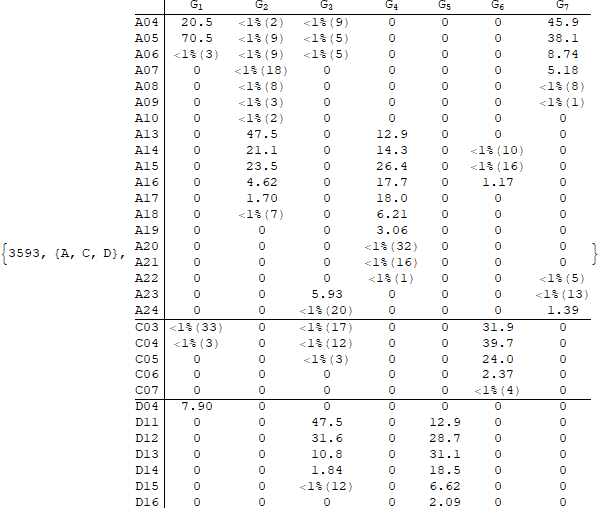 G₁ G₂ G₃ G₄ G₅ G₆ G₇
A04 20.5 <1%(2) <1%(9) 0 0 0 45.9
A05 70.5 <1%(9) <1%(5) 0 0 0 38.1
A06 <1%(3) <1%(9) <1%(5) 0 0 0 8.74
A07 0 <1%(18) 0 0 0 0 5.18
A08 0 <1%(8) 0 0 0 0 <1%(8)
A09 0 <1%(3) 0 0 0 0 <1%(1)
A10 0 <1%(2) 0 0 0 0 0
A13 0 47.5 0 12.9 0 0 0
A14 0 21.1 0 14.3 0 <1%(10) 0
A15 0 23.5 0 26.4 0 <1%(16) 0
A16 0 4.62 0 17.7 0 1.17 0
A17 0 1.70 0 18.0 0 0 0
A18 0 <1%(7) 0 6.21 0 0 0
A19 0 0 0 3.06 0 0 0
A20 0 0 0 <1%(32) 0 0 0
{3593, {A, C, D}, A21 0 0 0 <1%(16) 0 0 0 }
A22 0 0 0 <1%(1) 0 0 <1%(5)
A23 0 0 5.93 0 0 0 <1%(13)
A24 0 0 <1%(20) 0 0 0 1.39
C03 <1%(33) 0 <1%(17) 0 0 31.9 0
C04 <1%(3) 0 <1%(12) 0 0 39.7 0
C05 0 0 <1%(3) 0 0 24.0 0
C06 0 0 0 0 0 2.37 0
C07 0 0 0 0 0 <1%(4) 0
D04 7.90 0 0 0 0 0 0
D11 0 0 47.5 0 12.9 0 0
D12 0 0 31.6 0 28.7 0 0
D13 0 0 10.8 0 31.1 0 0
D14 0 0 1.84 0 18.5 0 0
D15 0 0 <1%(12) 0 6.62 0 0
D16 0 0 0 0 2.09 0 0